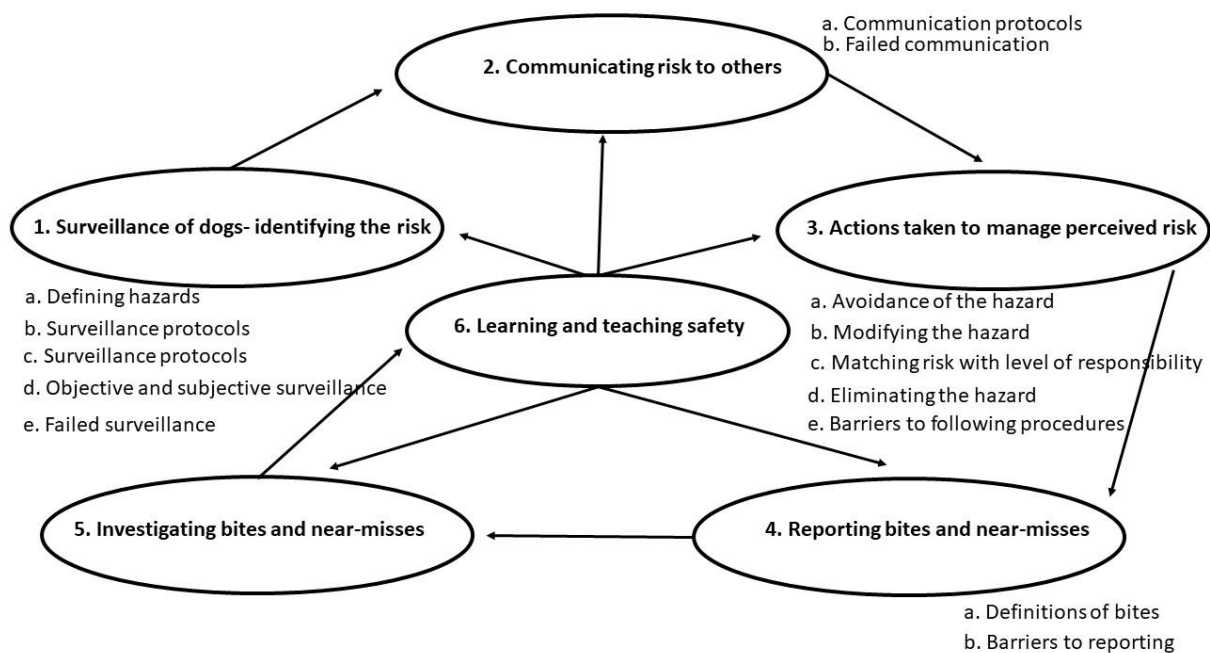 a. Communication protocols
b. Failed communication
2. Communicating risk to others
1. Surveillance of dogs- identifying the risk
3. Actions taken to manage perceived risk
a. Defining hazards
b. Surveillance protocols
c. Surveillance protocols
d. Objective and subjective surveillance
e. Failed surveillance
6. Learning and teaching safety
a. Avoidance of the hazard
b. Modifying the hazard
c. Matching risk with level of responsibility
d. Eliminating the hazard
e. Barriers to following procedures
5. Investigating bites and near-misses
4. Reporting bites and near-misses
a. Definitions of bites
b. Barriers to reporting